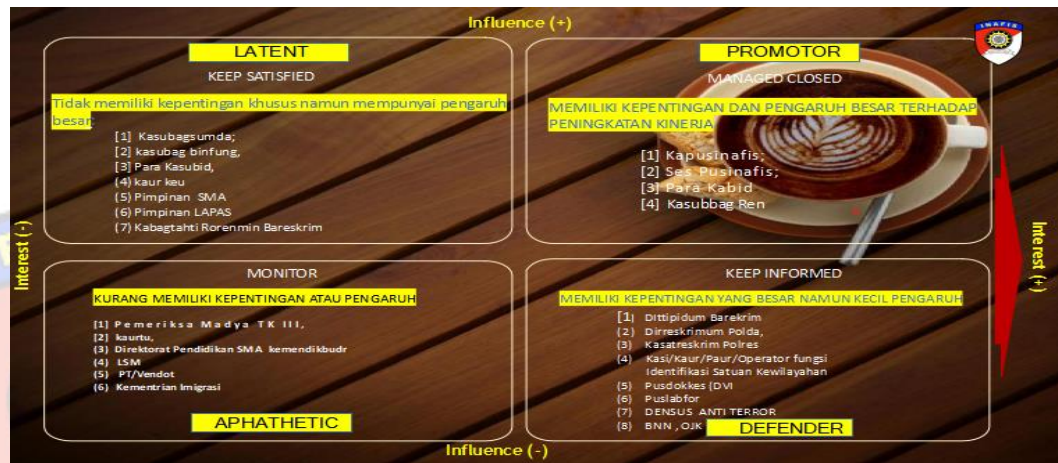 Influence (+)
INAFIS
LATENT
KEEP SATISFIED
Tidak memiliki kepentingan khusus namun mempunyai pengaruh
besar;
[1] Kasubagsumda;
[2] kasubag binfung,
[3] Para Kasubid,
(4) kaur keu
(5) Pimpinan SMA
(6) Pimpinan LAPAS
(7) Kabagtahti Rorenmin Bareskrim
PROMOTOR
MANAGED CLOSED
MEMILIKI KEPENTINGAN DAN PENGARUH BESAR TERHADAP
PENINGKATAN KINERJA
[1] Kapusinafis;
[2] Ses Pusinafis;
[3] Para Kabid
[4] Kasubbag Ren
Interest (-)
Interest (+)
MONITOR
KURANG MEMILIKI KEPENTINGAN ATAU PENGARUH
[1] Pemeriksa Madya TK III,
[2] kaurtu,
(3) Direktorat Pendidikan SMA kemendikbudr
(4) LSM
(5) PT/Vendot
(6) Kementrian Imigrasi
APHATHETIC
KEEP INFORMED
MEMILIKI KEPENTINGAN YANG BESAR NAMUN KECIL PENGARUH
[1) Dittipidum Barekrim
(2) Dirreskrimum Polda,
(3) Kasatreskrim Polres
(4) Kasi/Kaur/Paur/Operator fungsi
Identifikasi Satuan Kewilayahan
(5) Pusdokkes (DVI
(6) Puslabfor
(7) DENSUS ANTI TERROR
(8) BNN , OJK
DEFENDER
Influence (-)